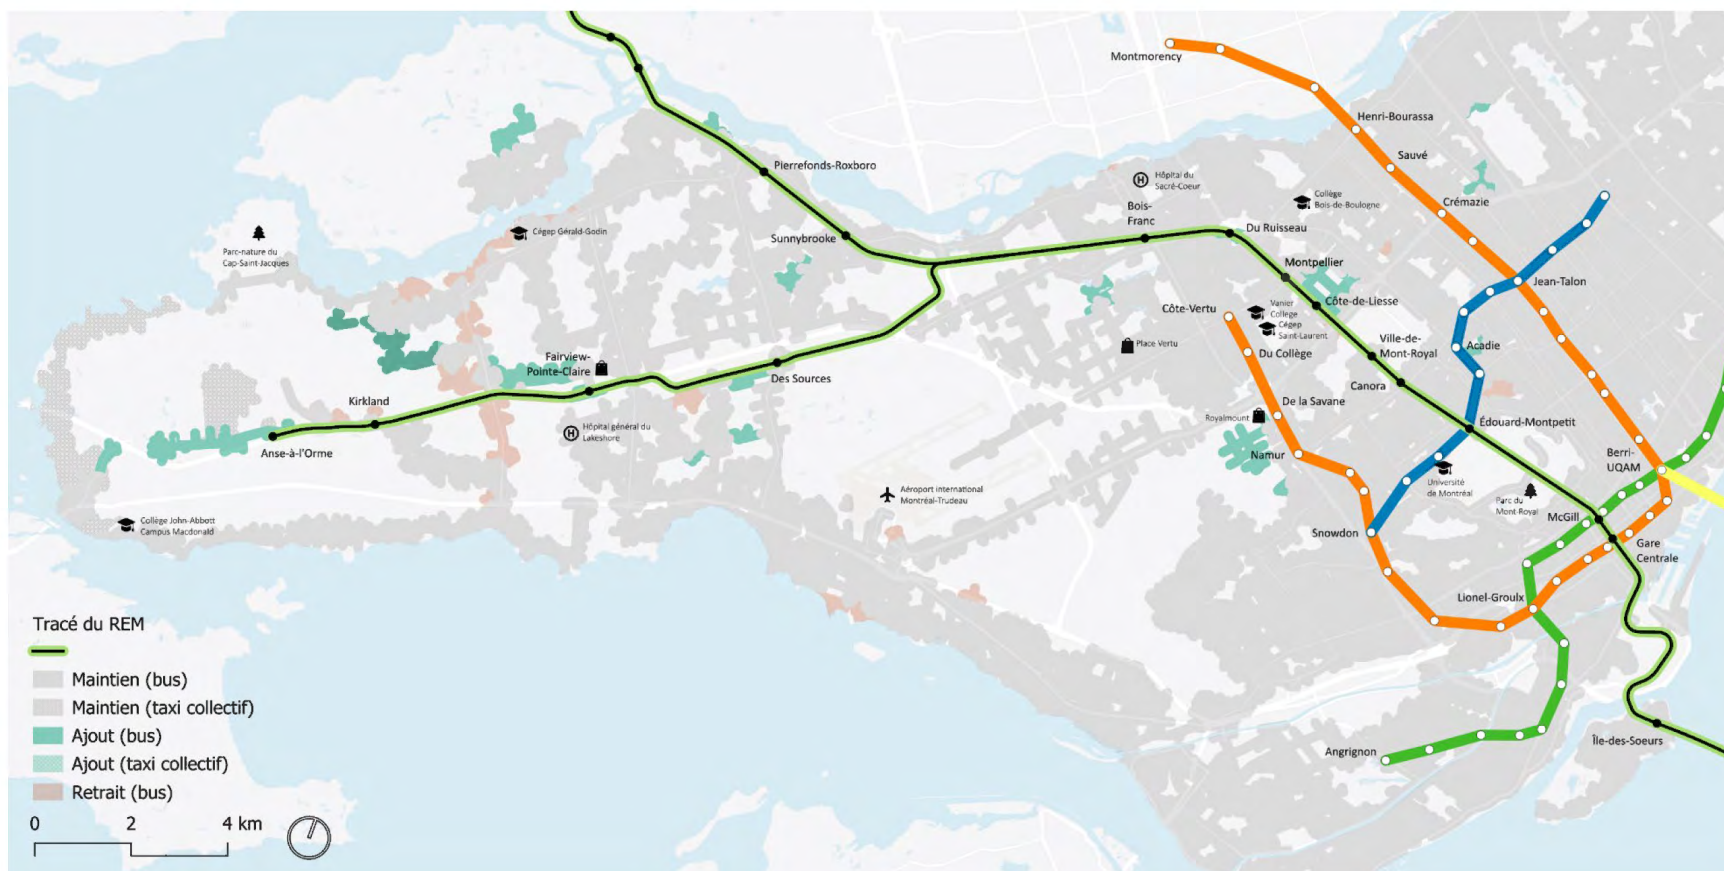 Montmorency
Henri-Bourassa
Sauvé
Crémazie
Jean-Talon
Pierrefonds-Roxboro
Sunnybrooke
Hôpital du
Sacré-Coeur
Bois-
Franc
Collège
Bois-de-Boulogne
Du Ruisseau
Montpellier
Côte-de-Liesse
Ville-de-
Mont-Royal
Canora
Acadie
Édouard-Montpetit
Côte-Vertu
Vanier
College
Cégep
Saint-Laurent
Du Collège
De la Savane
Place Vertu
Royalmount
Namur
Parc-nature du
Cap-Saint-Jacques
Cégep Gérald-Godin
Fairview-
Pointe-Claire
Des Sources
Kirkland
Anse-à-l'Orme
Hôpital général du
Lakeshore
Aéroport international
Montréal-Trudeau
Collège John-Abbott
Campus Macdonald
Université
de Montréal
Parc du
Mont-Royal
Berri-
UQAM
McGill
Gare
Centrale
Snowdon
Lionel-Groulx
Angrignon
Île-des-Soeurs
Tracé du REM
Maintien (bus)
Maintien (taxi collectif)
Ajout (bus)
Ajout (taxi collectif)
Retrait (bus)
0 2 4 km